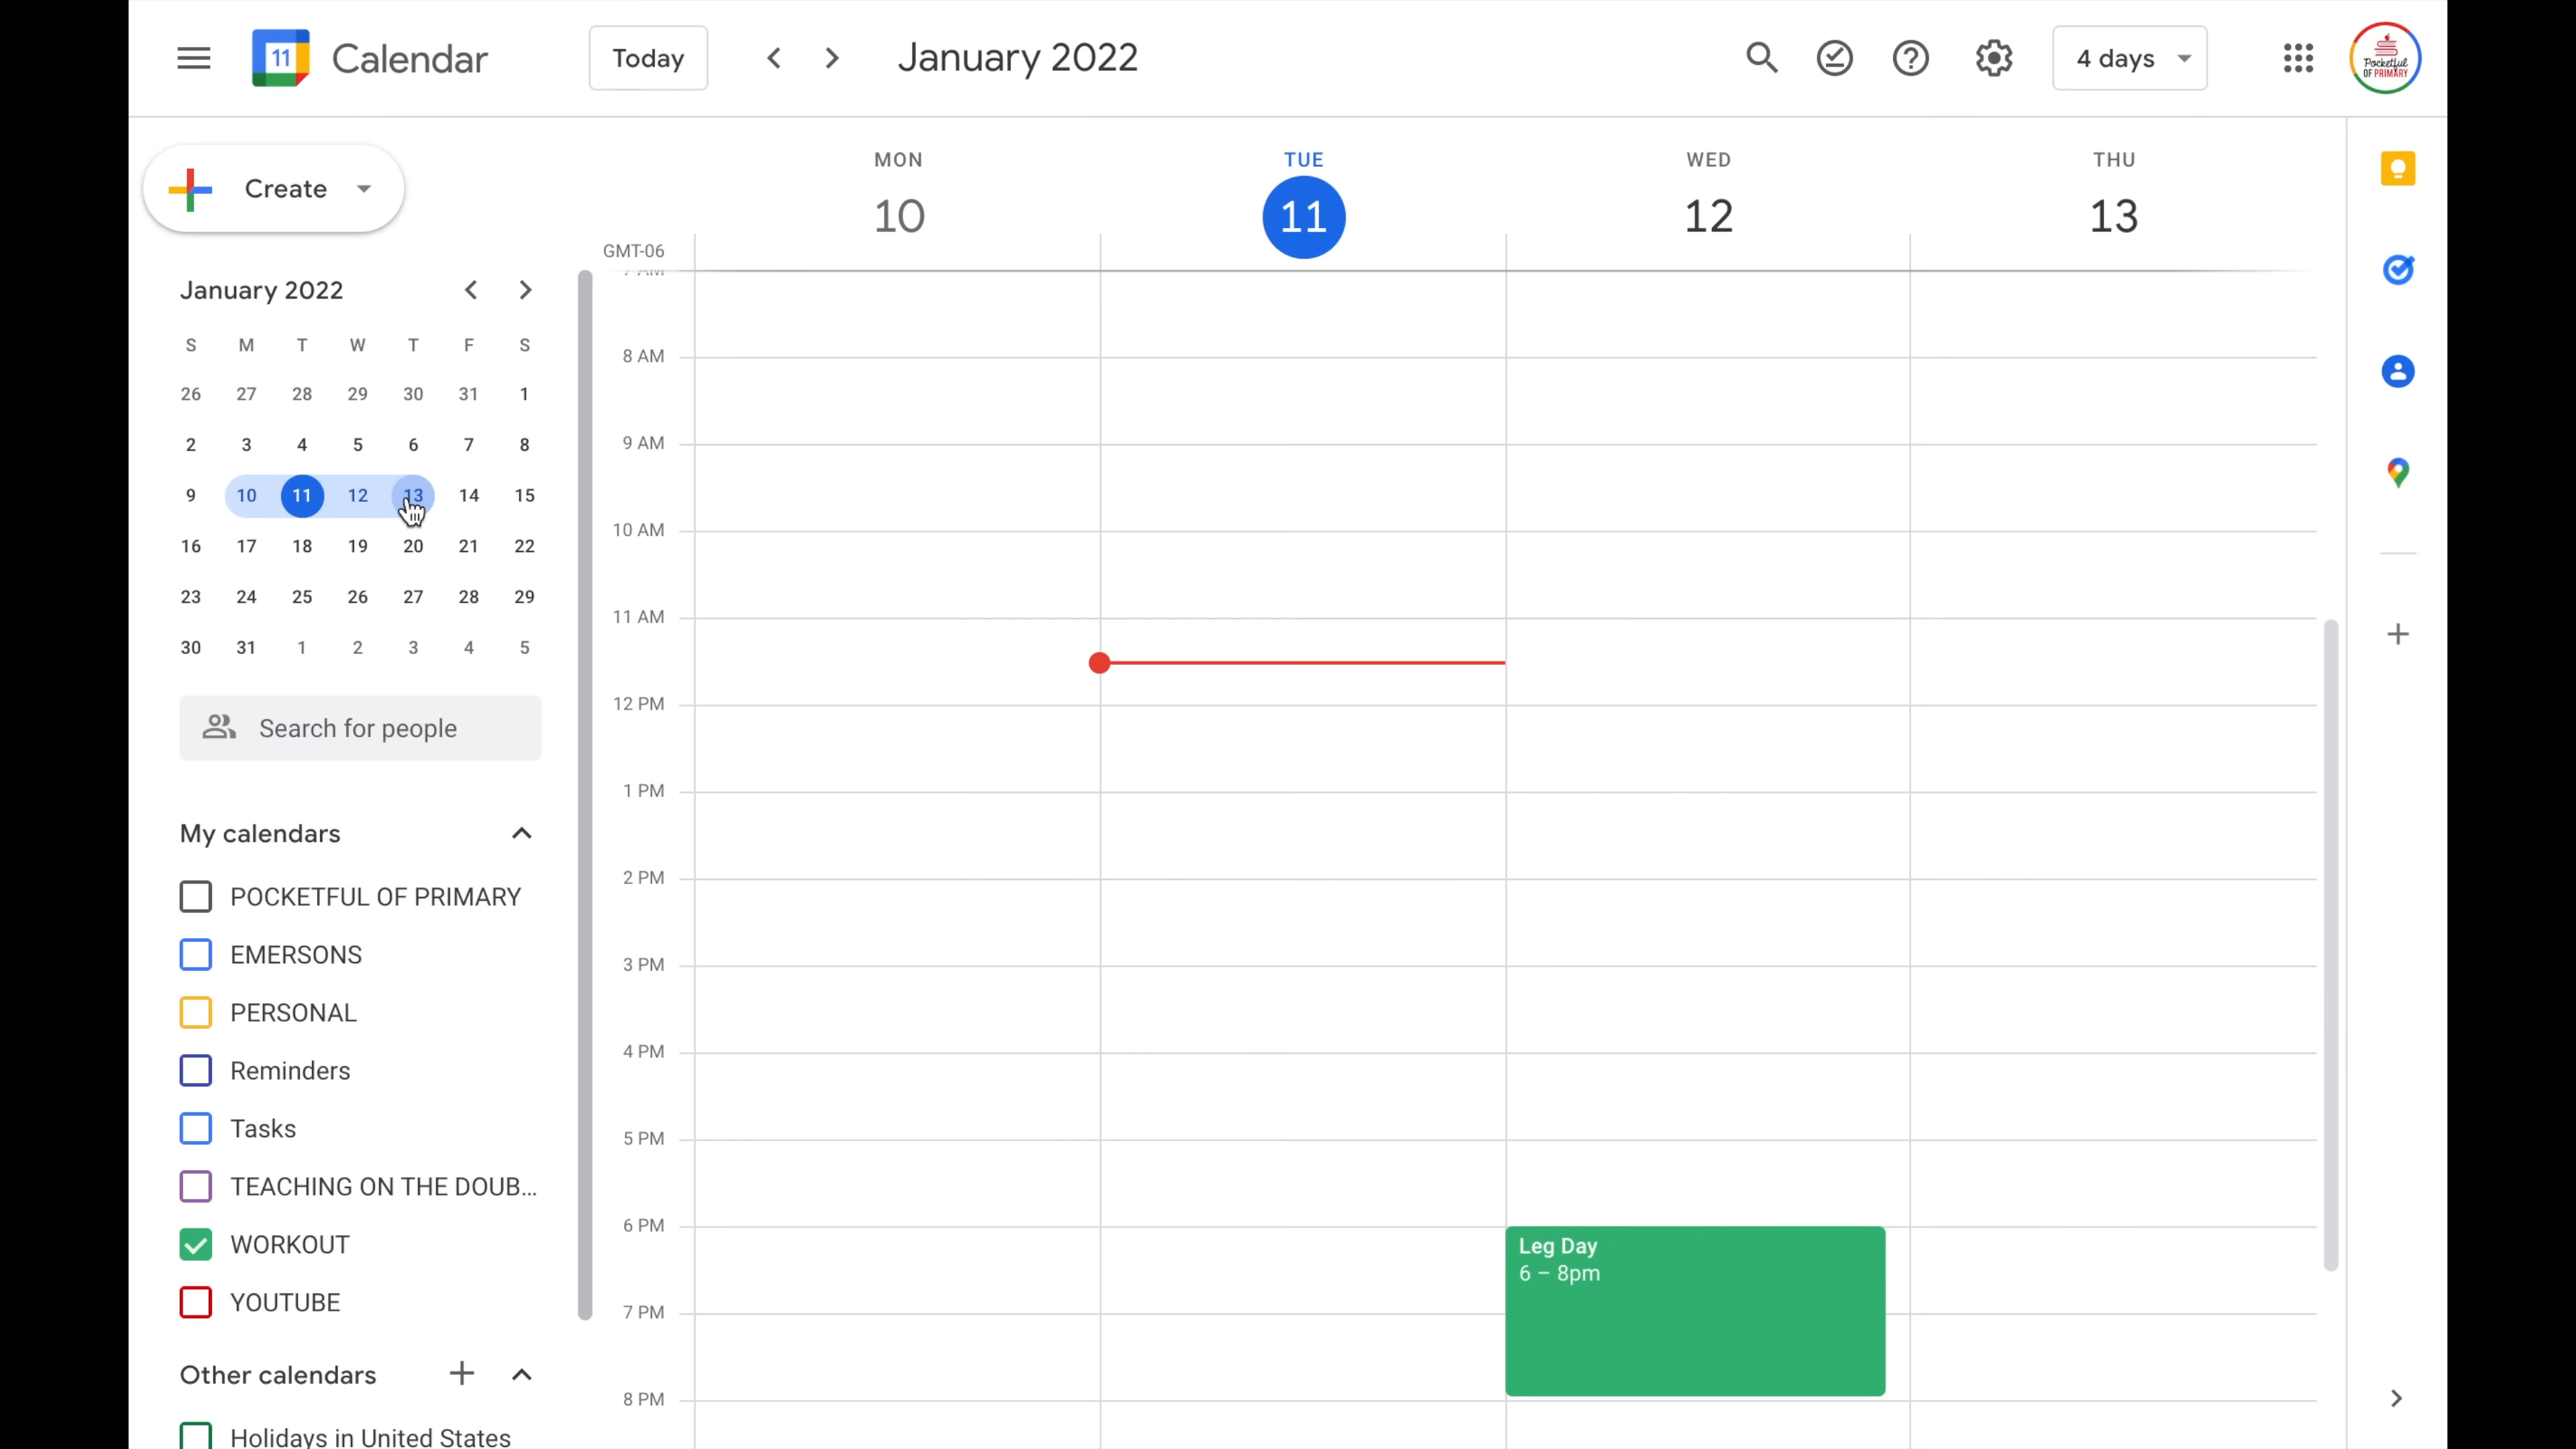 11
Calendar
Today
January 2022
4 days
Pocketful
OF PRIMARY
Create
January 2022
S M T W T F S
26 27 28 29 30 31 1
2 3 4 5 6 7 8
9 10 11 12 13 14 15
16 17 18 19 20 21 22
23 24 25 26 27 28 29
30 31 1 2 3 4 5
Search for people
My calendars
POCKETFUL OF PRIMARY
EMERSONS
PERSONAL
Reminders
Tasks
TEACHING ON THE DOUB...
WORKOUT
YOUTUBE
Other calendars
Holidays in United States
MON TUE WED THU
10 11 12 13
GMT-06
7 AM
8 AM
9 AM
10 AM
11 AM
12 PM
1 PM
2 PM
3 PM
4 PM
5 PM
6 PM
Leg Day
6 – 8pm
7 PM
8 PM